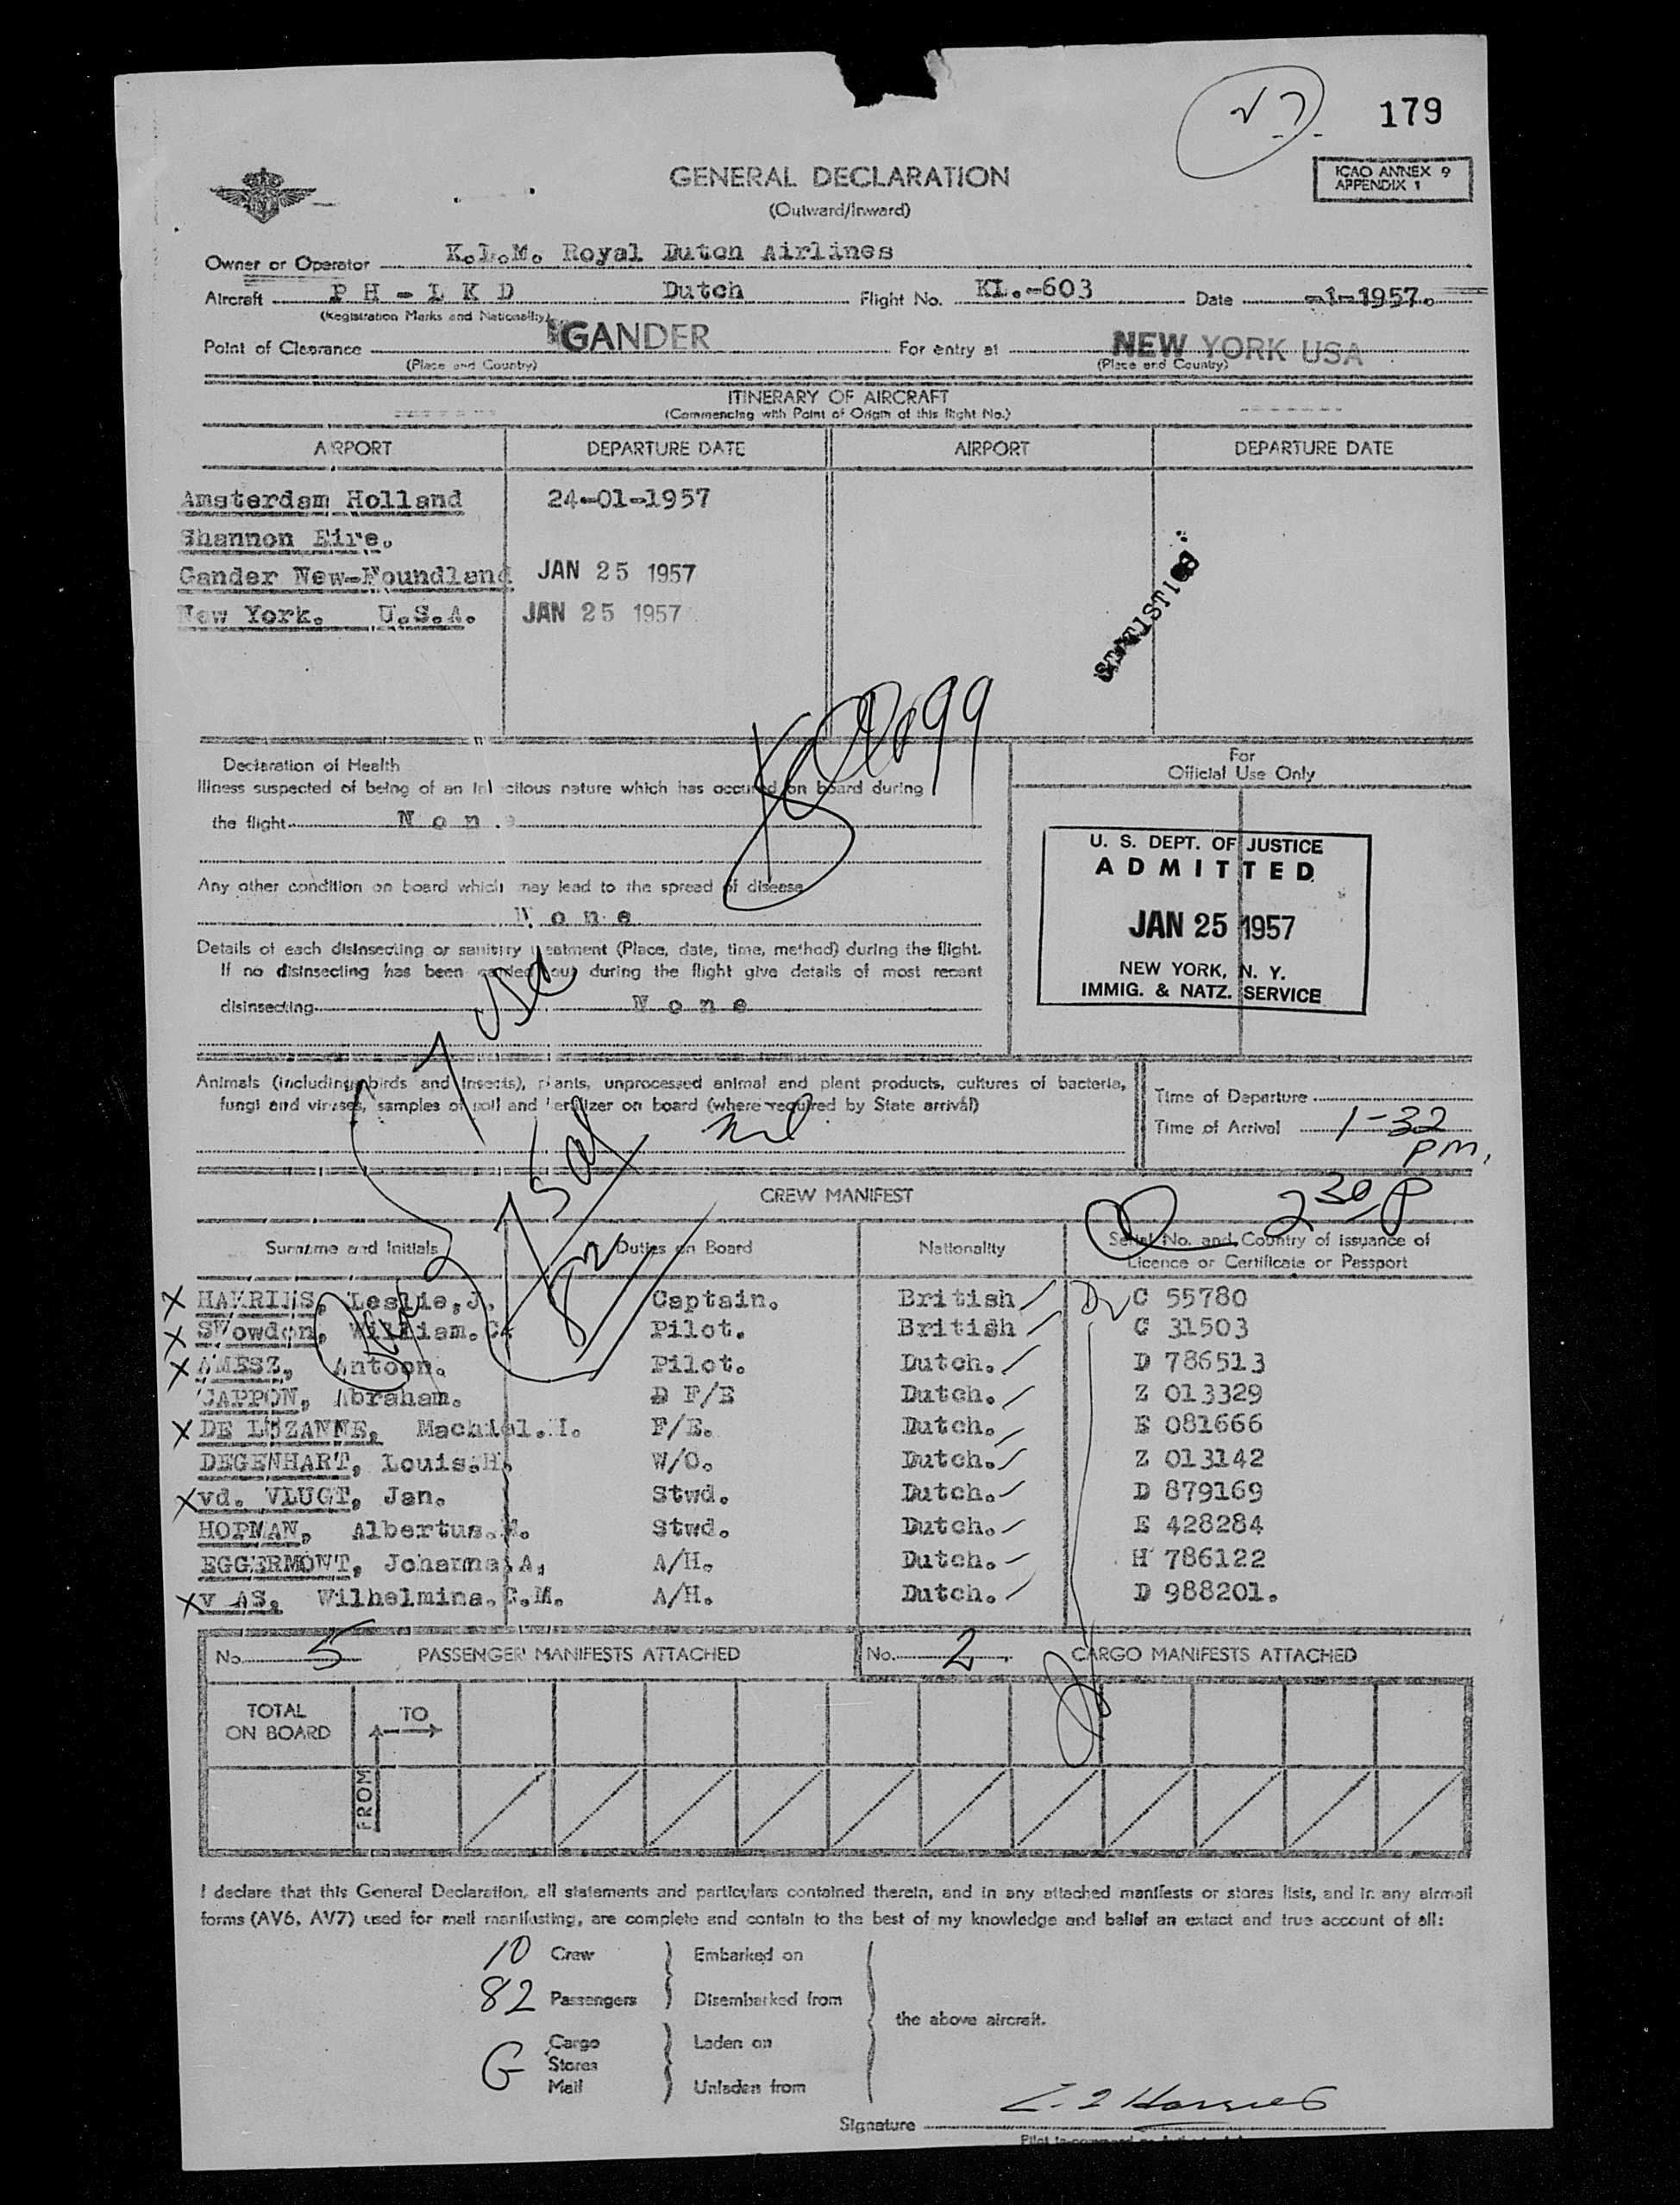 179
GENERAL DECLARATION
ICAO ANNEX 9
APPENDIX 1
(Outward/Inward)
Owner or Operator K.L.M. Royal Dutch Airlines
Aircraft P H - L K D Dutch Flight No. KL.-603 Date -1-1957.
(Registration Marks and Nationality)
Point of Clearance GANDER For entry at NEW YORK USA
(Place and Country) (Place and Country)
ITINERARY OF AIRCRAFT
(Commencing with Point of Origin of this flight No.)
AIRPORT DEPARTURE DATE AIRPORT DEPARTURE DATE
Amsterdam Holland 24-01-1957
Shannon Eire.
Gander New-Foundland JAN 25 1957
New York. U.S.A. JAN 25 1957
STATISTICS
Declaration of Health
Illness suspected of being of an infectious nature which has occured on board during
the flight None
Any other condition on board which may lead to the spread of disease
None
Details of each disinsecting or sanitary treatment (Place, date, time, method) during the flight.
If no disinsecting has been carried out during the flight give details of most recent
disinsecting None
For
Official Use Only
U. S. DEPT. OF JUSTICE
ADMITTED
JAN 25 1957
NEW YORK, N. Y.
IMMIG. & NATZ. SERVICE
Animals (including birds and insects), plants, unprocessed animal and plant products, cultures of bacteria,
fungi and viruses, samples of soil and fertilizer on board (where required by State arrival)
nil
Time of Departure
Time of Arrival 1-32
PM.
2 30 P
CREW MANIFEST
Surname and Initials Duties on Board Nationality Serial No. and Country of issuance of
Licence or Certificate or Passport
X Leslie, J. Captain. British C 55780
X SNowdon, William. C. Pilot. British C 31503
X AMESZ, Antoon. Pilot. Dutch. D 786513
CAPPON, Abraham. D F/E Dutch. Z 013329
X DE LOZANNE, Machiel. I. F/E. Dutch. E 081666
DEGENHART, Louis. H. W/O. Dutch. Z 013142
X vd. VLUGT, Jan. Stwd. Dutch. D 879169
HOPMAN, Albertus. Stwd. Dutch. E 428284
EGGERMONT, Johanna. A. A/H. Dutch. H 786122
X v AS, Wilhelmina. C.M. A/H. Dutch. D 988201.
No. 5 PASSENGER MANIFESTS ATTACHED No. 2 CARGO MANIFESTS ATTACHED
TOTAL
ON BOARD
TO
FROM
I declare that this General Declaration, all statements and particulars contained therein, and in any attached manifests or stores lists, and in any airmail
forms (AV6, AV7) used for mail manifesting, are complete and contain to the best of my knowledge and belief an extact and true account of all:
10 Crew Embarked on
82 Passengers Disembarked from
the above aircraft.
G Cargo Laden on
Stores
Mail Unladen from
Signature